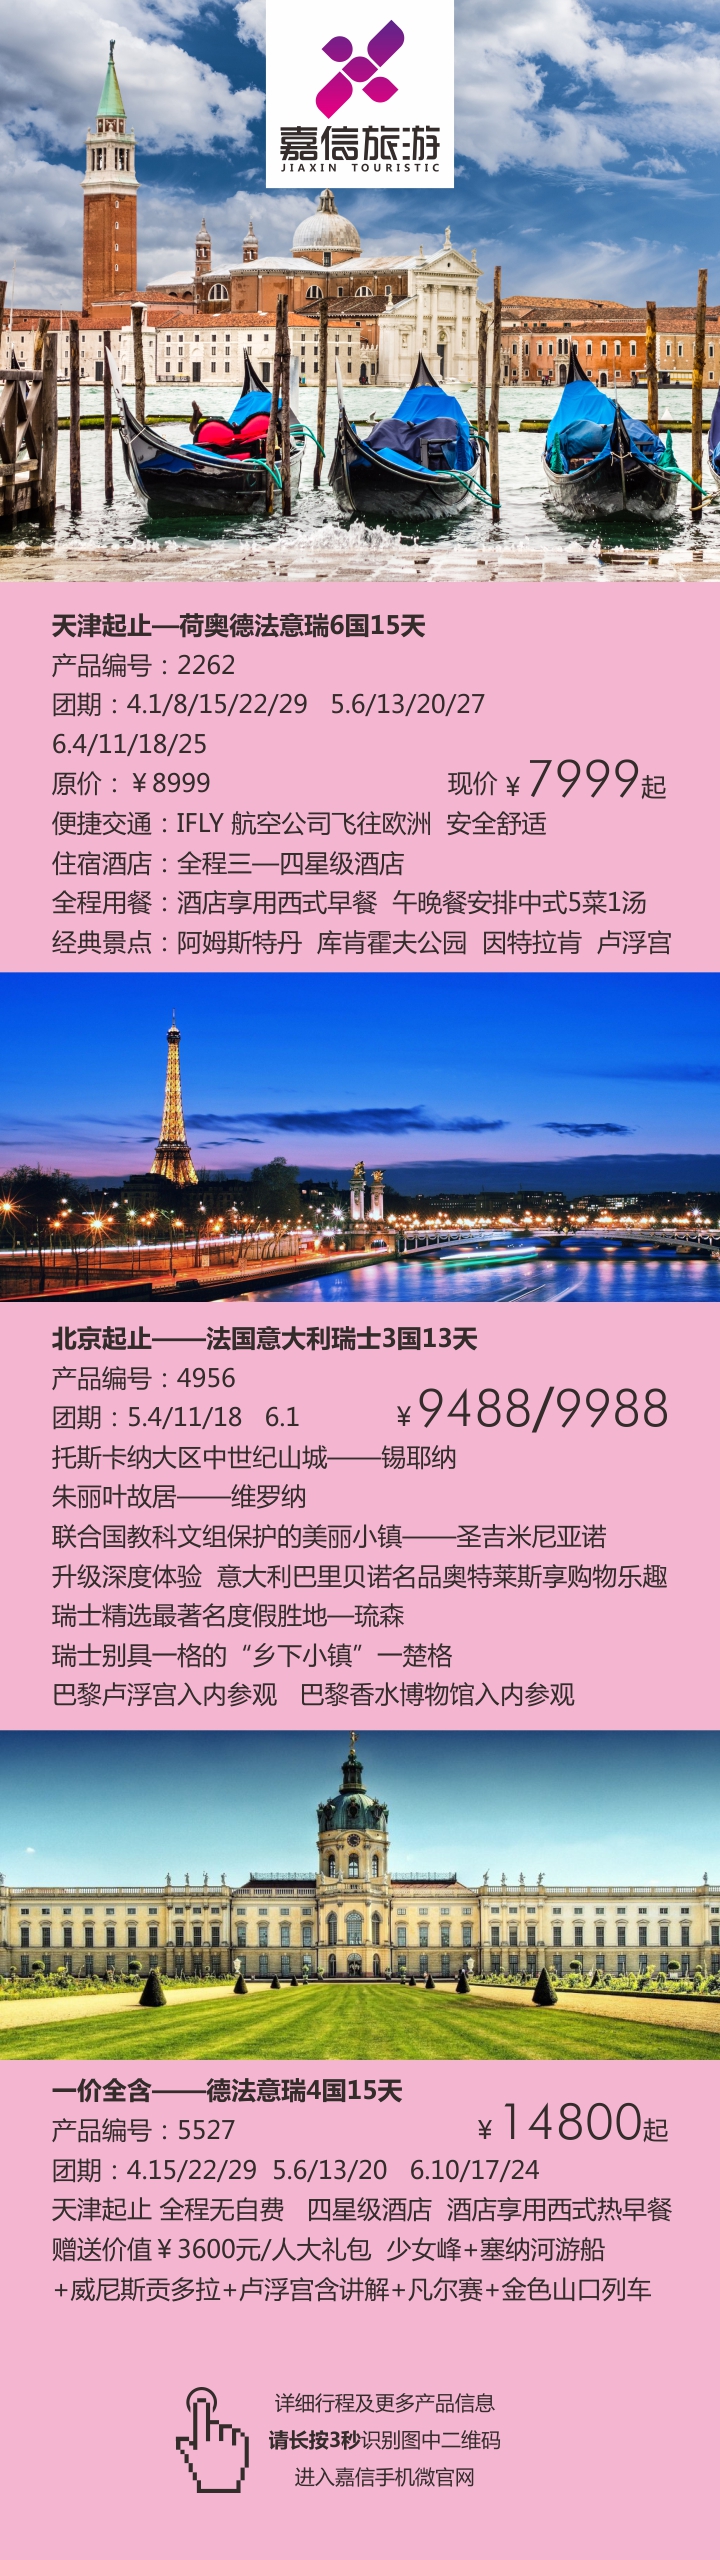 嘉信旅游
JIAXIN TOURISTIC
天津起止—荷奥德法意瑞6国15天
产品编号：2262
团期：4.1/8/15/22/29 5.6/13/20/27
6.4/11/18/25
原价：￥8999 现价￥7999起
便捷交通：IFLY 航空公司飞往欧洲 安全舒适
住宿酒店：全程三—四星级酒店
全程用餐：酒店享用西式早餐 午晚餐安排中式5菜1汤
经典景点：阿姆斯特丹 库肯霍夫公园 因特拉肯 卢浮宫
北京起止——法国意大利瑞士3国13天
产品编号：4956
团期：5.4/11/18 6.1 ￥9488/9988
托斯卡纳大区中世纪山城——锡耶纳
朱丽叶故居——维罗纳
联合国教科文组保护的美丽小镇——圣吉米尼亚诺
升级深度体验 意大利巴里贝诺名品奥特莱斯享购物乐趣
瑞士精选最著名度假胜地—琉森
瑞士别具一格的“乡下小镇”一楚格
巴黎卢浮宫入内参观 巴黎香水博物馆入内参观
一价全含——德法意瑞4国15天
产品编号：5527 ￥14800起
团期：4.15/22/29 5.6/13/20 6.10/17/24
天津起止 全程无自费 四星级酒店 酒店享用西式热早餐
赠送价值￥3600元/人大礼包 少女峰+塞纳河游船
+威尼斯贡多拉+卢浮宫含讲解+凡尔赛+金色山口列车
详细行程及更多产品信息
请长按3秒识别图中二维码
进入嘉信手机微官网